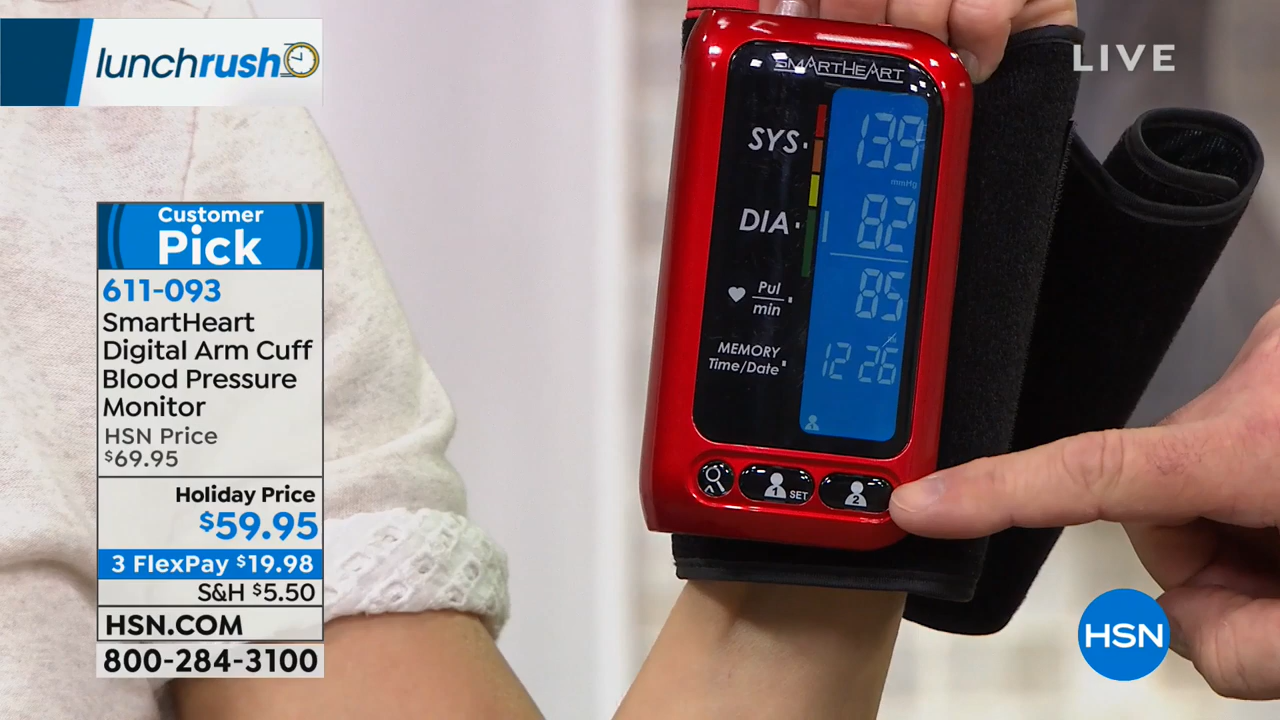 lunchrush
LIVE
Customer
Pick
611-093
SmartHeart
Digital Arm Cuff
Blood Pressure
Monitor
HSN Price
$69.95
Holiday Price
$59.95
3 FlexPay $19.98
S&H $5.50
HSN.COM
800-284-3100
SMARTHEART
SYS
139
mmHg
DIA
82
Pul
min
85
MEMORY
Time/Date
12 26
1 SET
2
HSN